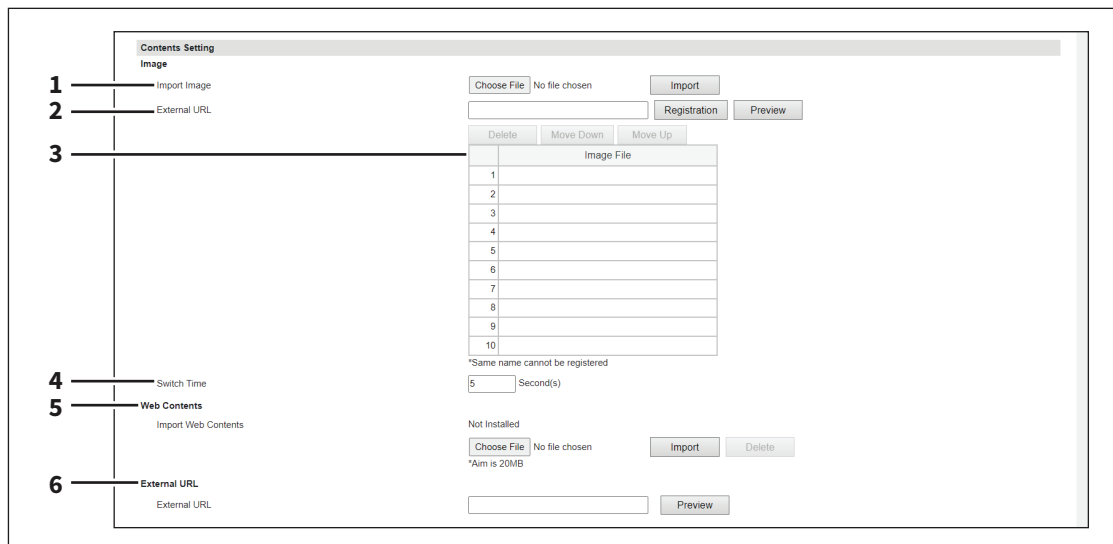 Contents Setting
Image
1 Import Image Choose File No file chosen Import
2 External URL Registration Preview
Delete Move Down Move Up
3 Image File
1
2
3
4
5
6
7
8
9
10
*Same name cannot be registered
4 Switch Time 5 Second(s)
5 Web Contents
Import Web Contents Not Installed
Choose File No file chosen Import Delete
*Aim is 20MB
6 External URL
External URL Preview